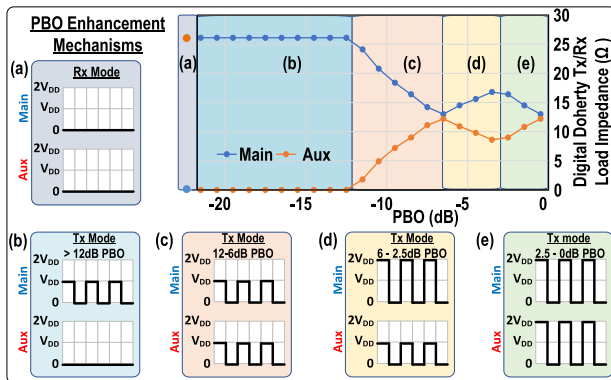 PBO Enhancement
Mechanisms
(a)
Rx Mode
Main
2VDD
VDD
0
Aux
2VDD
VDD
0
(a)
(b)
(c)
(d)
(e)
Main
Aux
30
25
20
15
10
5
0
Digital Doherty Tx/Rx
Load Impedance (Ω)
-20
-15
-10
-5
0
PBO (dB)
(b)
Tx Mode
> 12dB PBO
Main
2VDD
VDD
0
Aux
2VDD
VDD
0
(c)
Tx Mode
12-6dB PBO
Main
2VDD
VDD
0
Aux
2VDD
VDD
0
(d)
Tx Mode
6 - 2.5dB PBO
Main
2VDD
VDD
0
Aux
2VDD
VDD
0
(e)
Tx mode
2.5 - 0dB PBO
Main
2VDD
VDD
0
Aux
2VDD
VDD
0